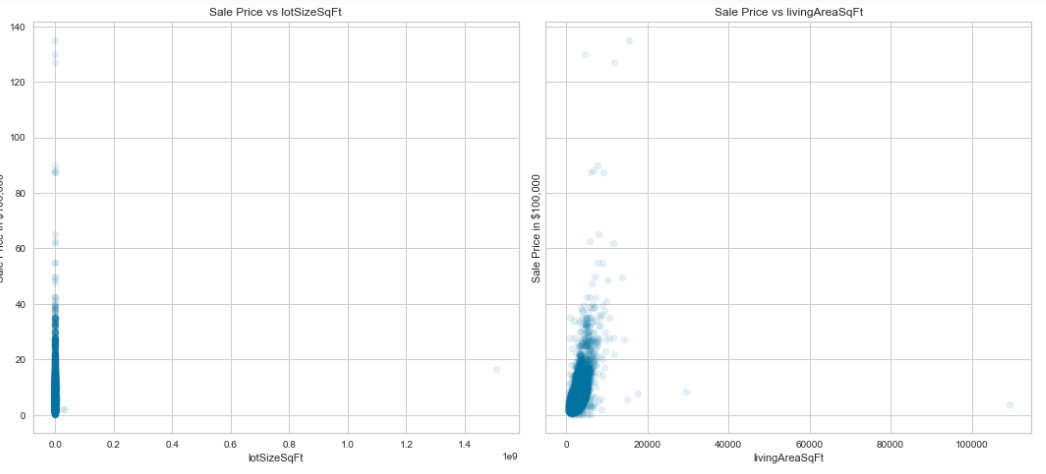 Sale Price vs lotSizeSqFt
140
120
100
80
60
40
20
0
0.0 0.2 0.4 0.6 0.8 1.0 1.2 1.4
1e9
lotSizeSqFt
Sale Price vs livingAreaSqFt
Sale Price in $100,000
0 20000 40000 60000 80000 100000
livingAreaSqFt